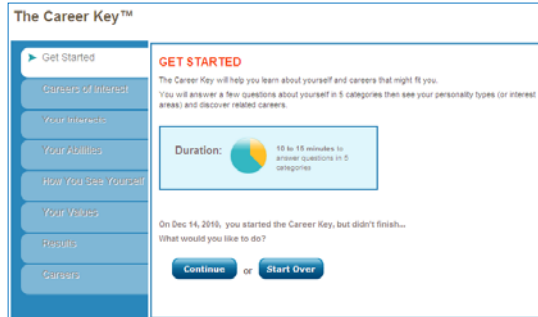 The Career Key™
Get Started
Careers of Interest
Your Interests
Your Abilities
How You See Yourself
Your Values
Results
Careers
GET STARTED
The Career Key will help you learn about yourself and careers that might fit you.
You will answer a few questions about yourself in 5 categories then see your personality types (or interest
areas) and discover related careers.
Duration:
10 to 15 minutes to
answer questions in 5
categories
On Dec 14, 2010, you started the Career Key, but didn't finish...
What would you like to do?
Continue or Start Over